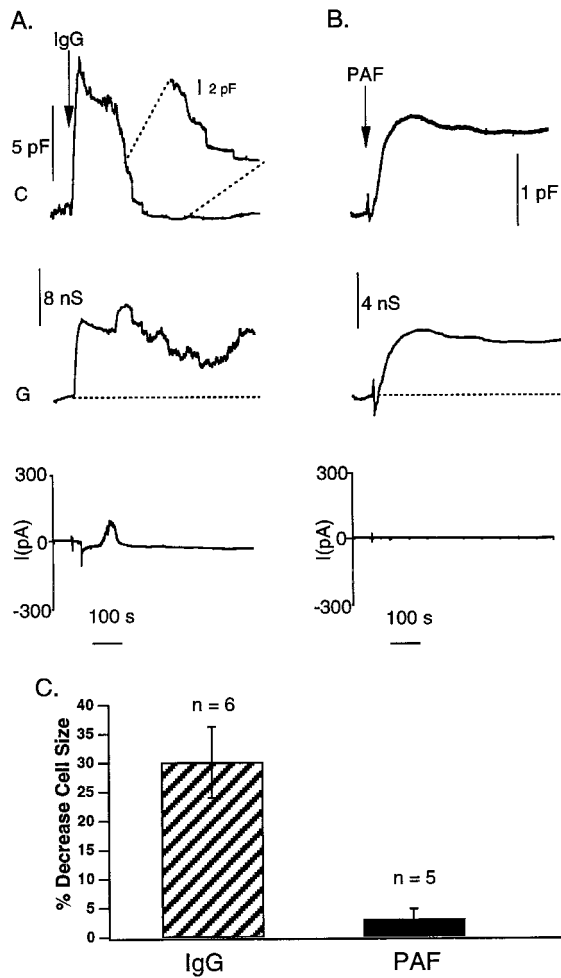 A.
IgG
2 pF
5 pF
C
8 nS
G
300
0
-300
I(pA)
100 s
B.
PAF
1 pF
4 nS
300
0
-300
I(pA)
100 s
C.
% Decrease Cell Size
40
35
30
25
20
15
10
5
0
n = 6
n = 5
IgG
PAF